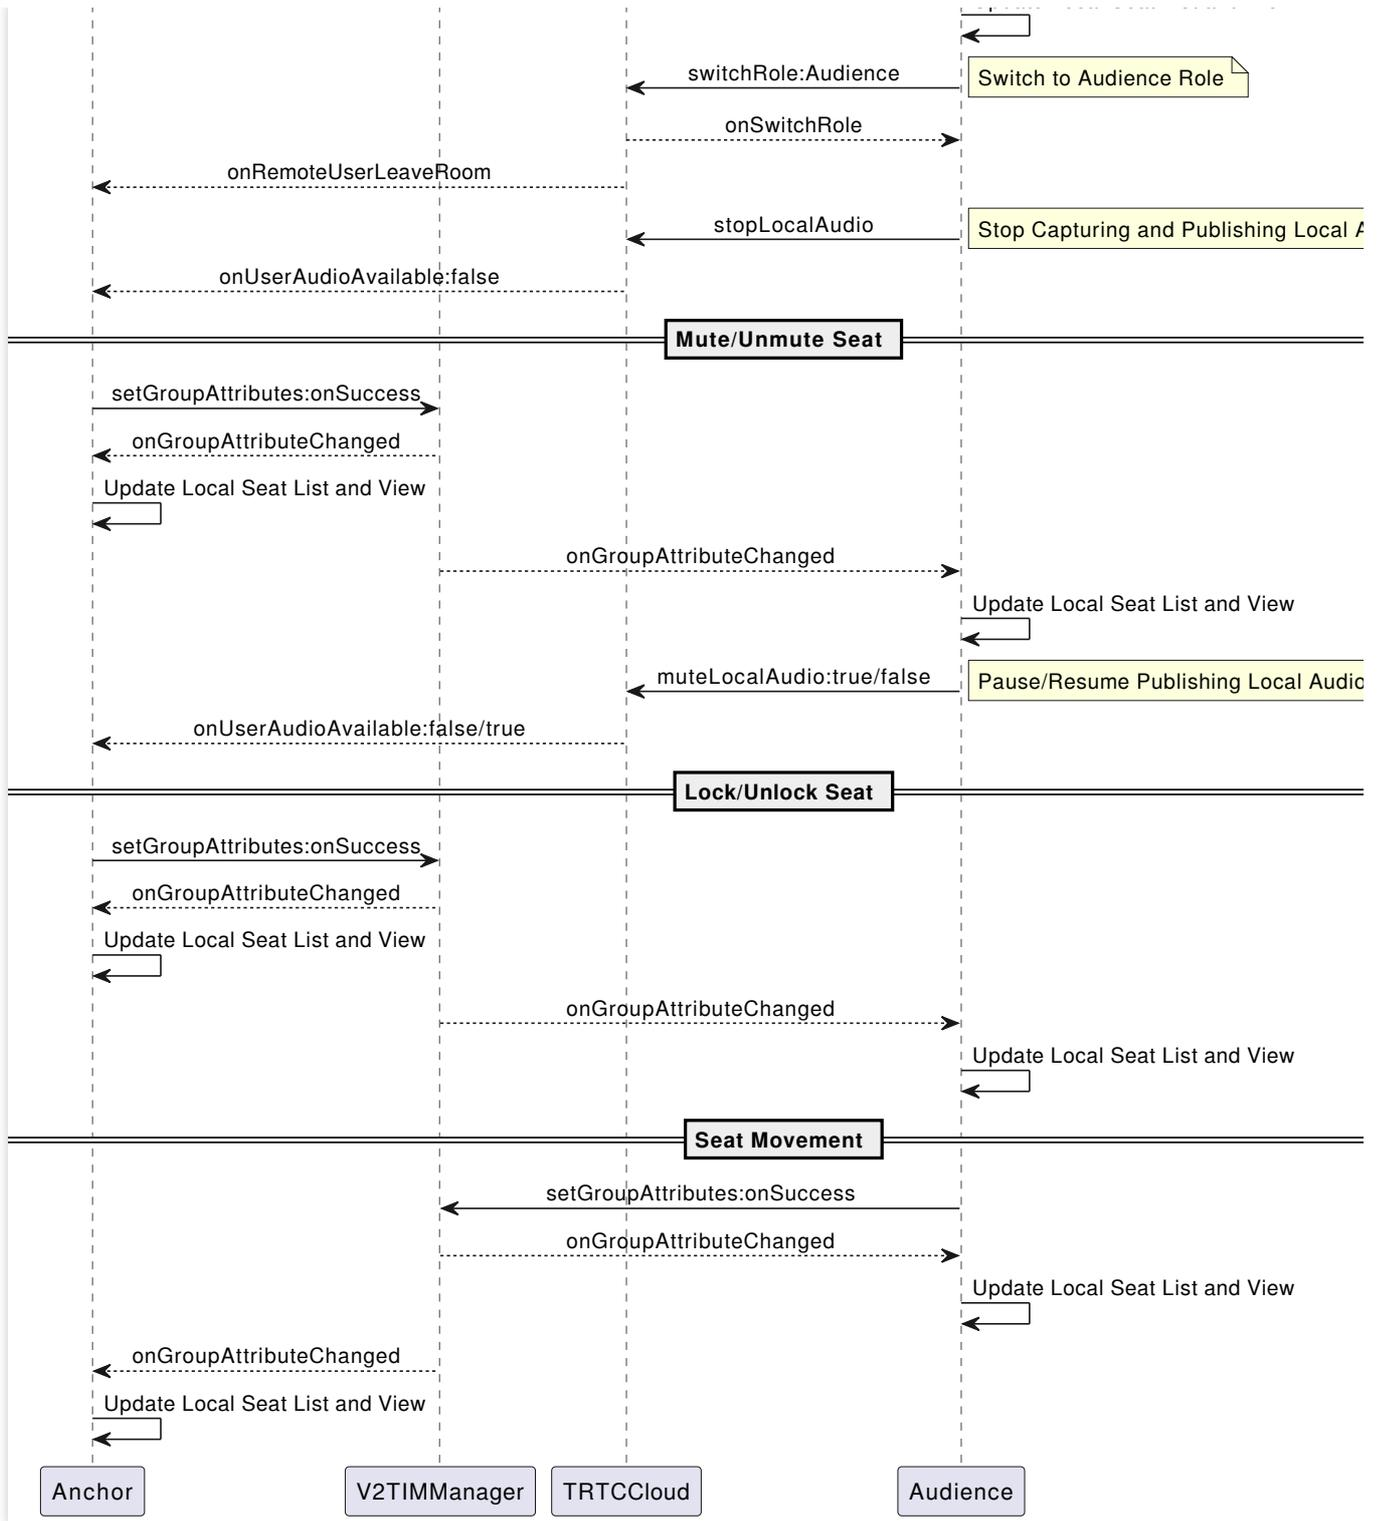 switchRole:Audience
Switch to Audience Role
onSwitchRole
onRemoteUserLeaveRoom
stopLocalAudio
Stop Capturing and Publishing Local
onUserAudioAvailable:false
Mute/Unmute Seat
setGroupAttributes:onSuccess
onGroupAttributeChanged
Update Local Seat List and View
onGroupAttributeChanged
Update Local Seat List and View
muteLocalAudio:true/false
Pause/Resume Publishing Local Audio
onUserAudioAvailable:false/true
Lock/Unlock Seat
setGroupAttributes:onSuccess
onGroupAttributeChanged
Update Local Seat List and View
onGroupAttributeChanged
Update Local Seat List and View
Seat Movement
setGroupAttributes:onSuccess
onGroupAttributeChanged
Update Local Seat List and View
onGroupAttributeChanged
Update Local Seat List and View
Anchor
V2TIMManager
TRTCCloud
Audience